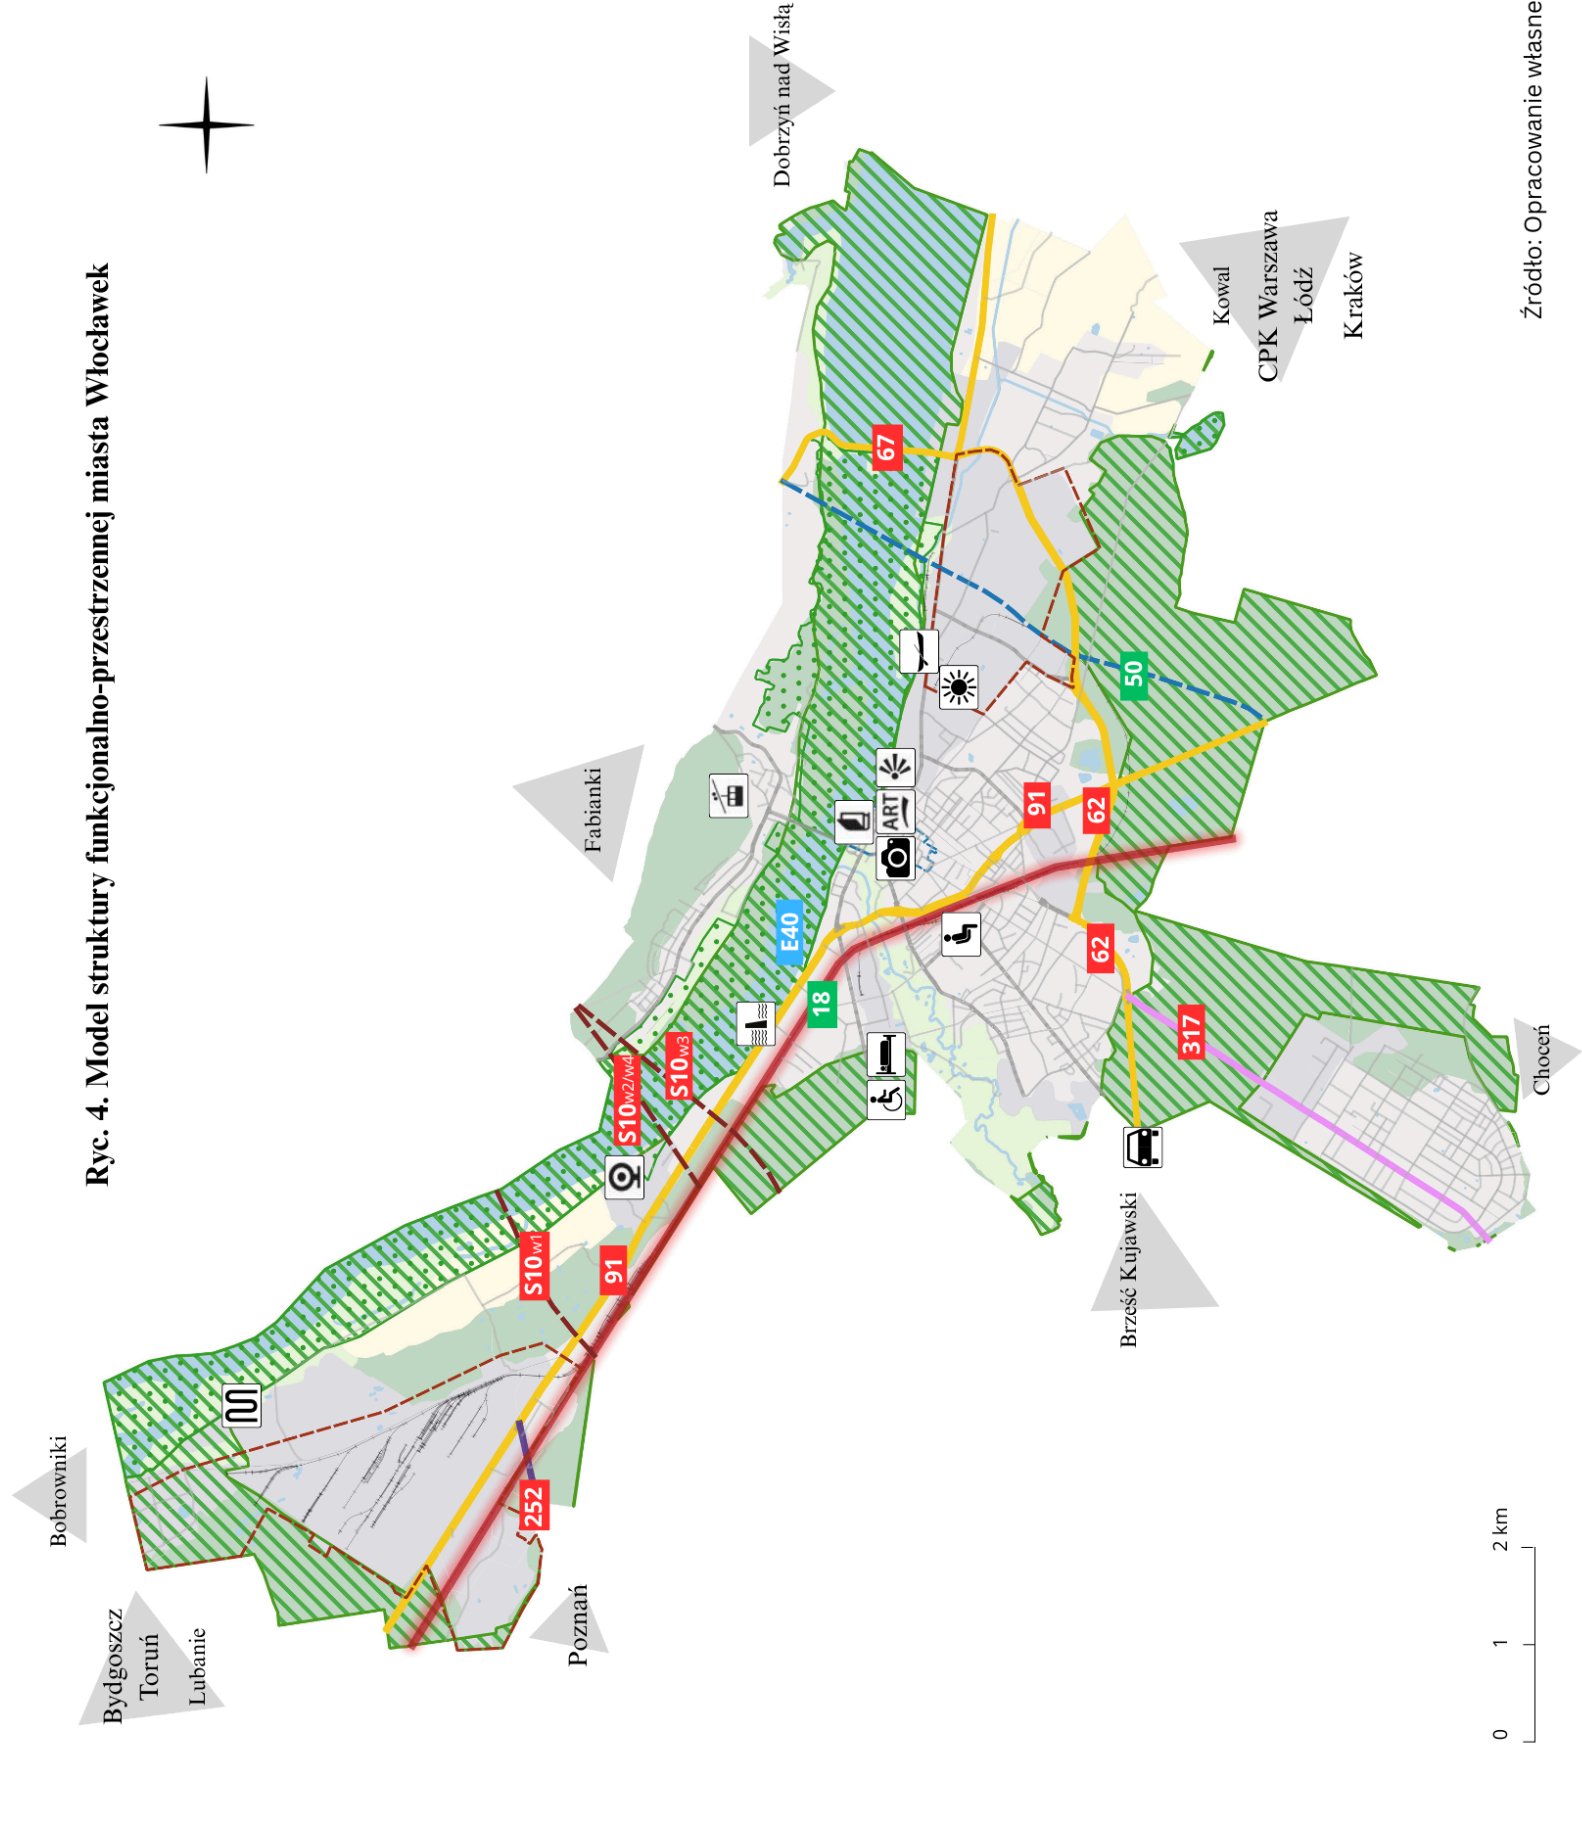 Ryc. 4. Model struktury funkcjonalno-przestrzennej miasta Włocławek
Bydgoszcz
Toruń
Lubanie
Bobrowniki
Poznań
Fabianki
Dobrzyń nad Wisłą
Kowal
CPK Warszawa
Łódź
Kraków
Brześć Kujawski
Choceń
252
91
S10w1
S10w2/w4
S10w3
E40
18
67
50
91
62
62
317
ART
0 1 2 km
Źródło: Opracowanie własne